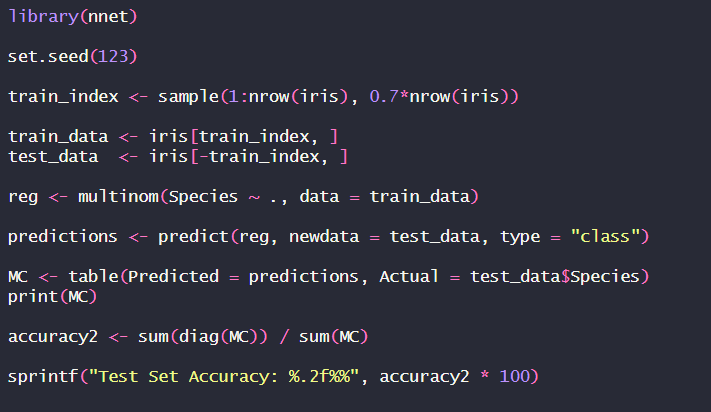 library(nnet)
set.seed(123)
train_index <- sample(1:nrow(iris), 0.7*nrow(iris))
train_data <- iris[train_index, ]
test_data  <- iris[-train_index, ]
reg <- multinom(Species ~ ., data = train_data)
predictions <- predict(reg, newdata = test_data, type = "class")
MC <- table(Predicted = predictions, Actual = test_data$Species)
print(MC)
accuracy2 <- sum(diag(MC)) / sum(MC)
sprintf("Test Set Accuracy: %.2f%%", accuracy2 * 100)